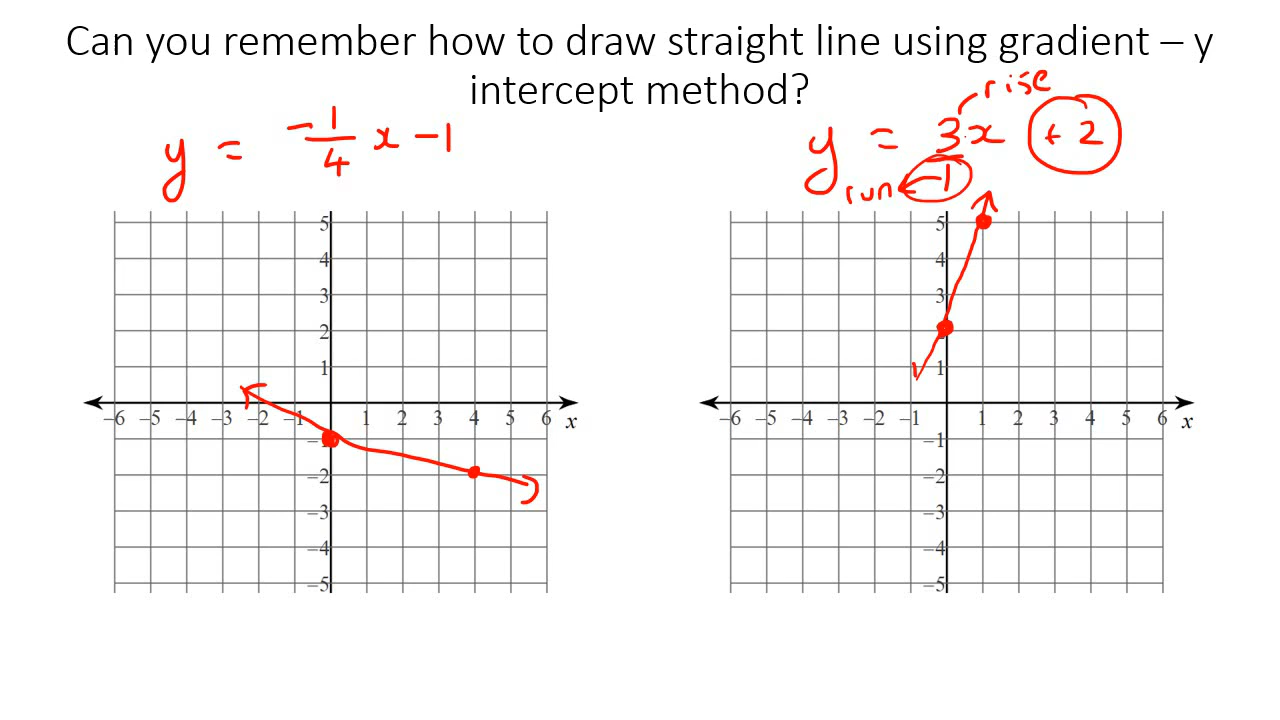 Can you remember how to draw straight line using gradient – y
intercept method?
rise
y = -1/4 x - 1
y = 3x + 2
run
1
5
4
3
2
1
−6 −5 −4 −3 −2 −1 1 2 3 4 5 6 x
−1
−2
−3
−4
−5
5
4
3
2
1
−6 −5 −4 −3 −2 −1 1 2 3 4 5 6 x
−1
−2
−3
−4
−5